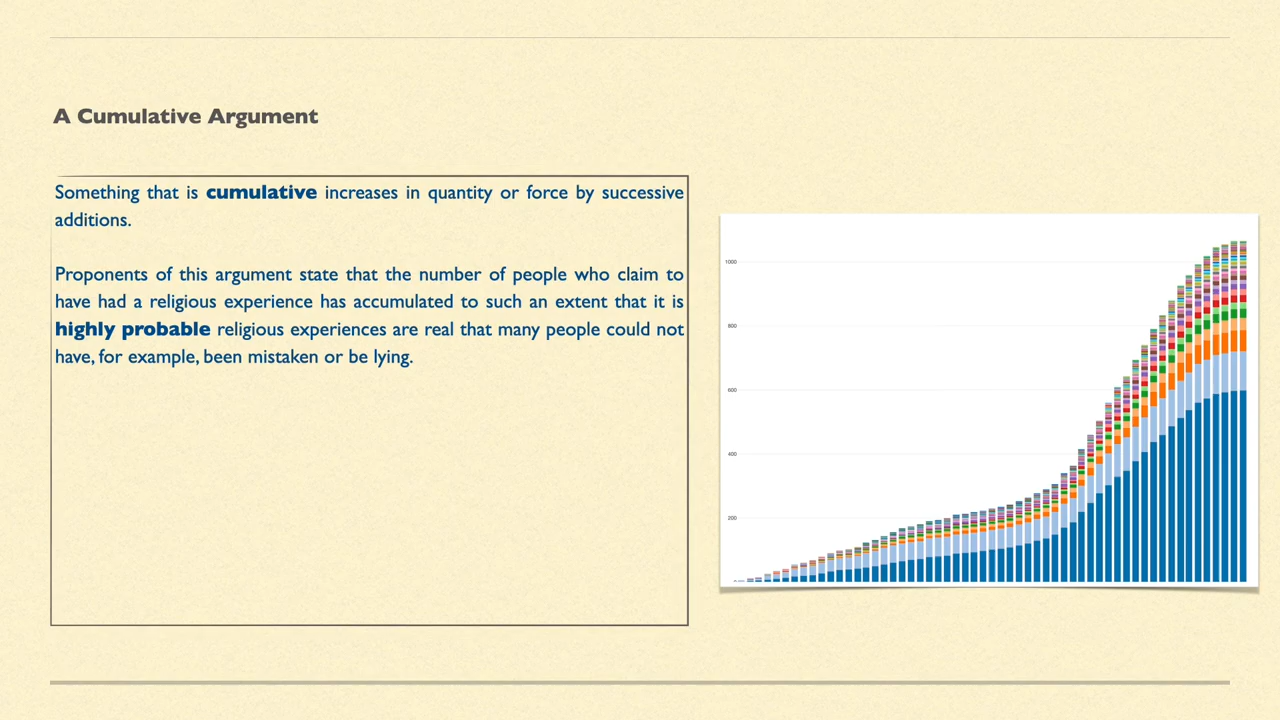 A Cumulative Argument
Something that is cumulative increases in quantity or force by successive
additions.
Proponents of this argument state that the number of people who claim to
have had a religious experience has accumulated to such an extent that it is
highly probable religious experiences are real that many people could not
have, for example, been mistaken or be lying.
1000
800
600
400
200